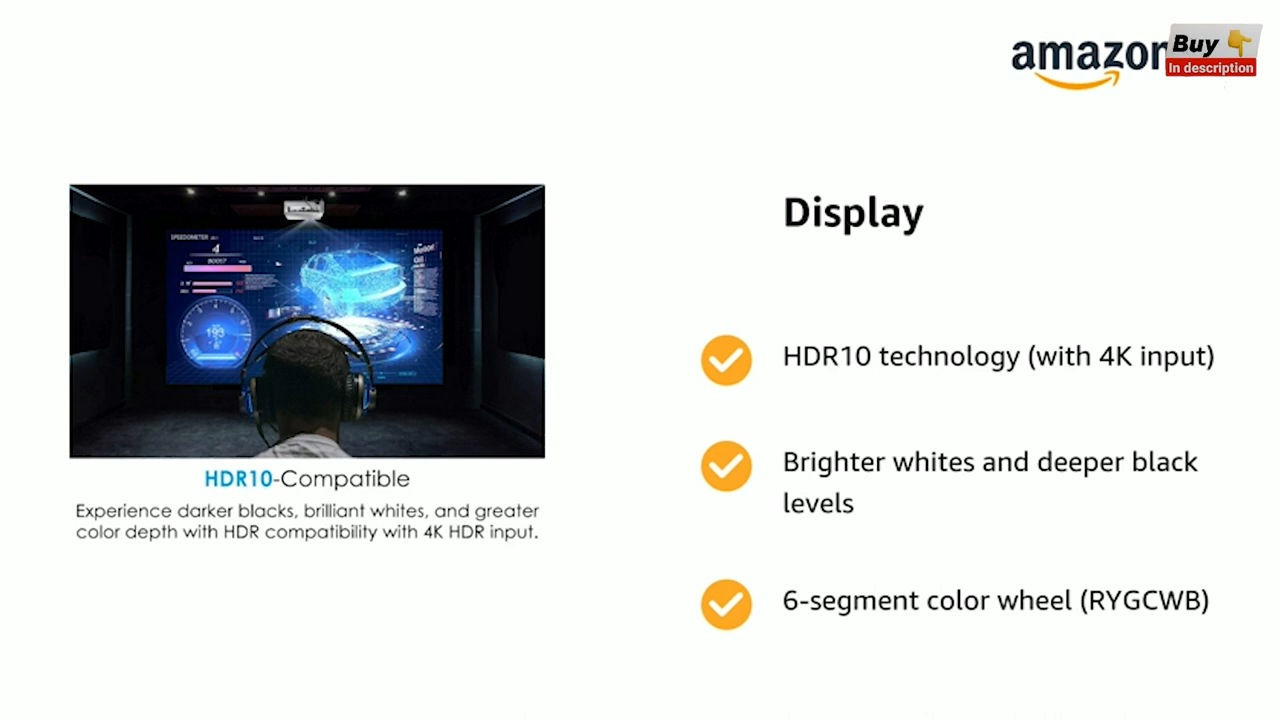 amazon
Buy 👇
In description
SPEEDOMETER
4
BOOST
193
Display
HDR10 technology (with 4K input)
Brighter whites and deeper black
levels
6-segment color wheel (RYGCWB)
HDR10-Compatible
Experience darker blacks, brilliant whites, and greater
color depth with HDR compatibility with 4K HDR input.